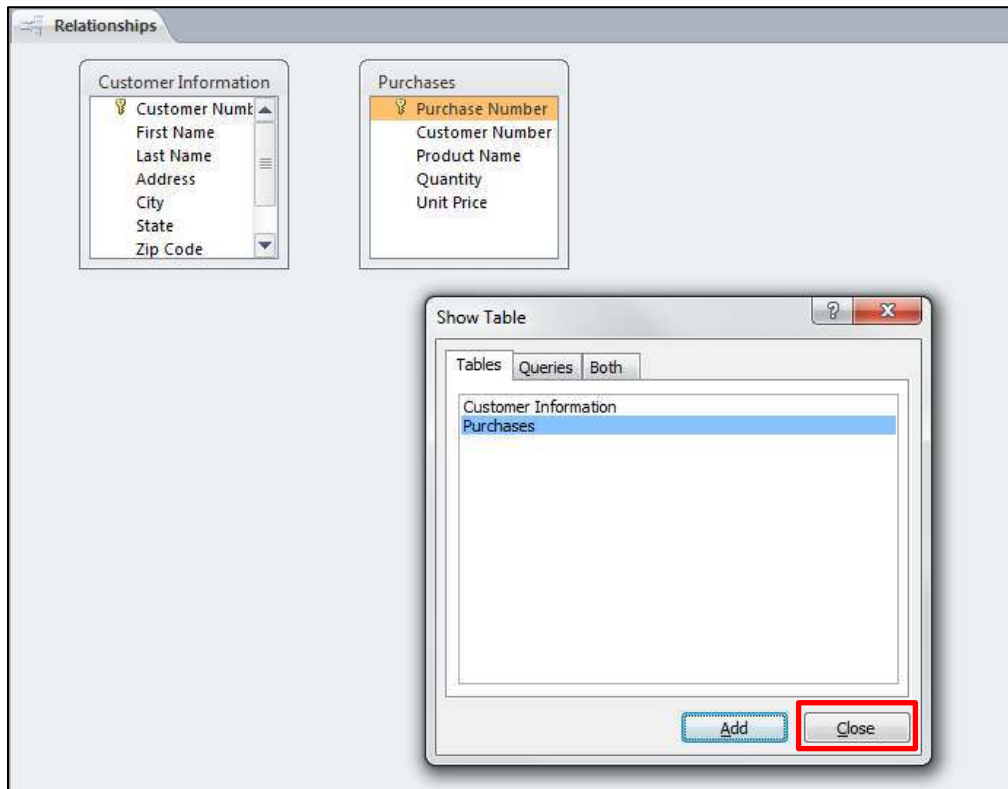 Relationships
Customer Information
Customer Numb
First Name
Last Name
Address
City
State
Zip Code
Purchases
Purchase Number
Customer Number
Product Name
Quantity
Unit Price
Show Table
?
Tables Queries Both
Customer Information
Purchases
Add Close